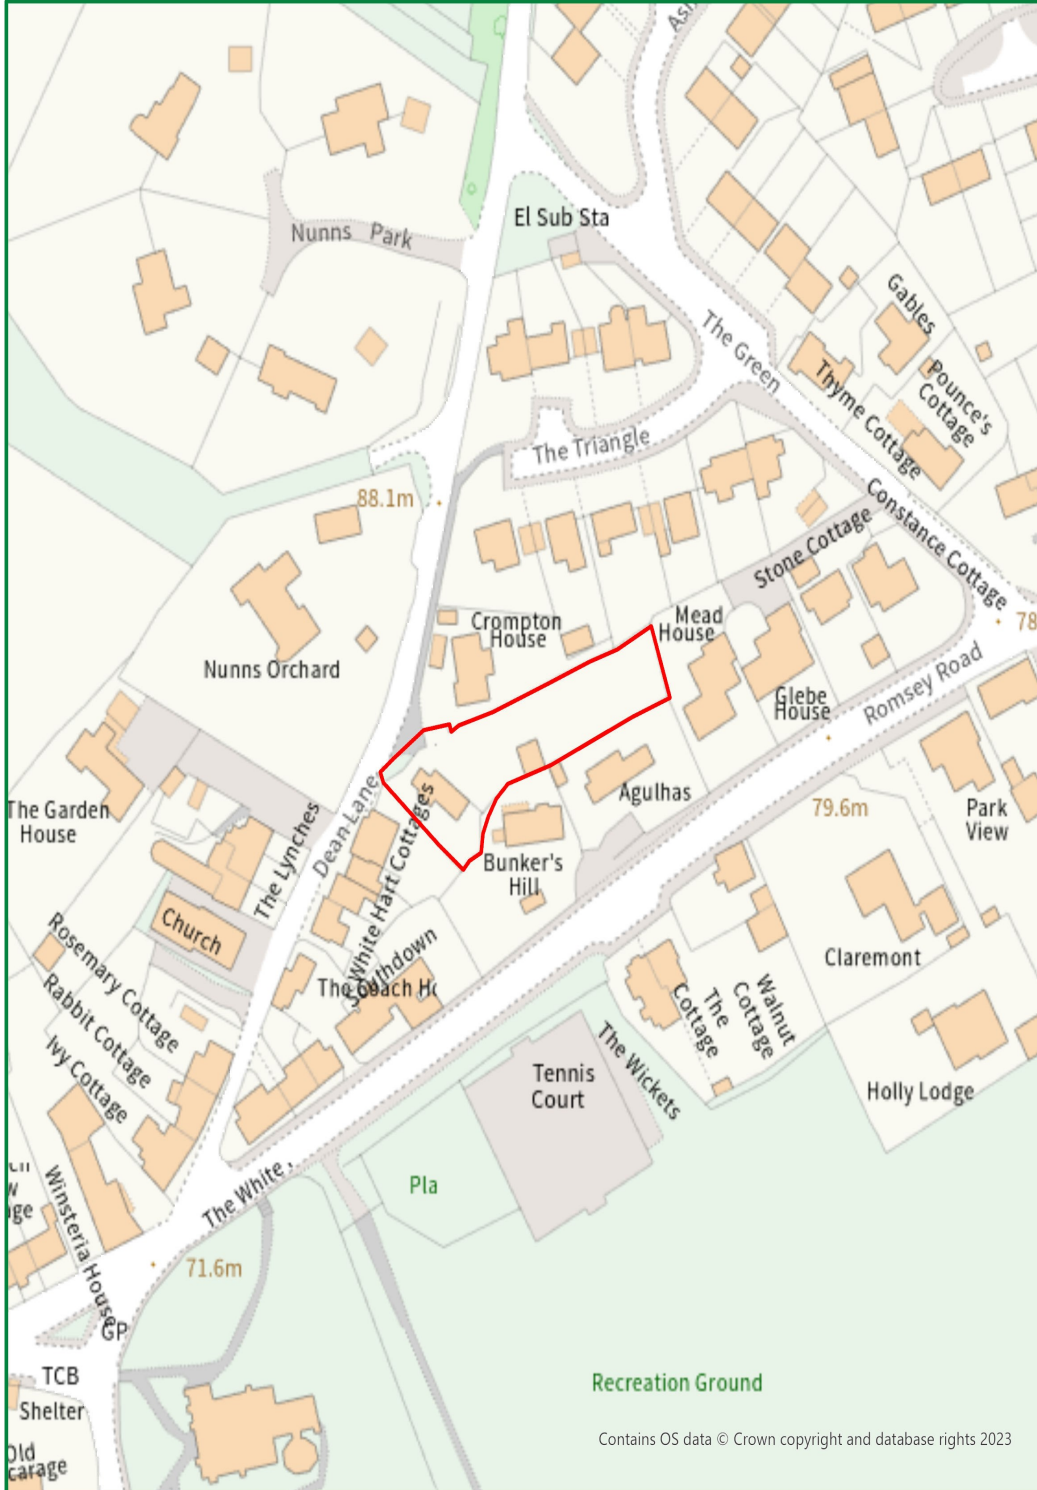 Nunns Park
El Sub Sta
The Green
Gables
Pounce's
Cottage
Thyme Cottage
The Triangle
88.1m
Constance Cottage
Stone Cottage
Crompton
House
Mead
House
78
Nunns Orchard
Glebe
House
Romsey Road
The Garden
House
Dean Lane
The Lynches
White Hart Cottages
Agulhas
79.6m
Park
View
Bunker's
Hill
Church
Rosemary Cottage
Rabbit Cottage
Ivy Cottage
Southdown
The Coach Ho
Claremont
Walnut
Cottage
The
Cottage
The Wickets
Tennis
Court
Holly Lodge
Pla
Winsteria House
The White
71.6m
GP
TCB
Shelter
Old
carage
Recreation Ground
Contains OS data © Crown copyright and database rights 2023